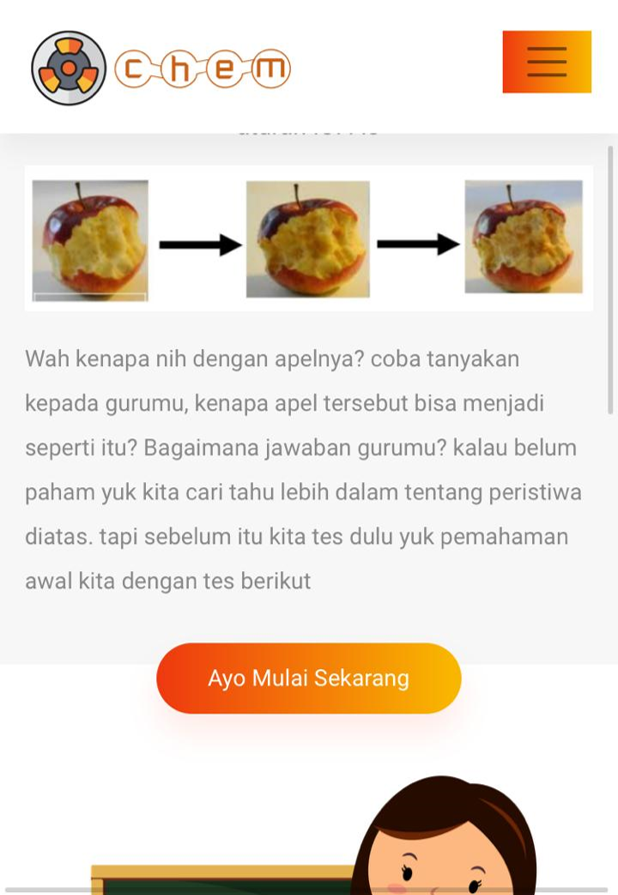 chem
Wah kenapa nih dengan apelnya? coba tanyakan
kepada gurumu, kenapa apel tersebut bisa menjadi
seperti itu? Bagaimana jawaban gurumu? kalau belum
paham yuk kita cari tahu lebih dalam tentang peristiwa
diatas. tapi sebelum itu kita tes dulu yuk pemahaman
awal kita dengan tes berikut
Ayo Mulai Sekarang